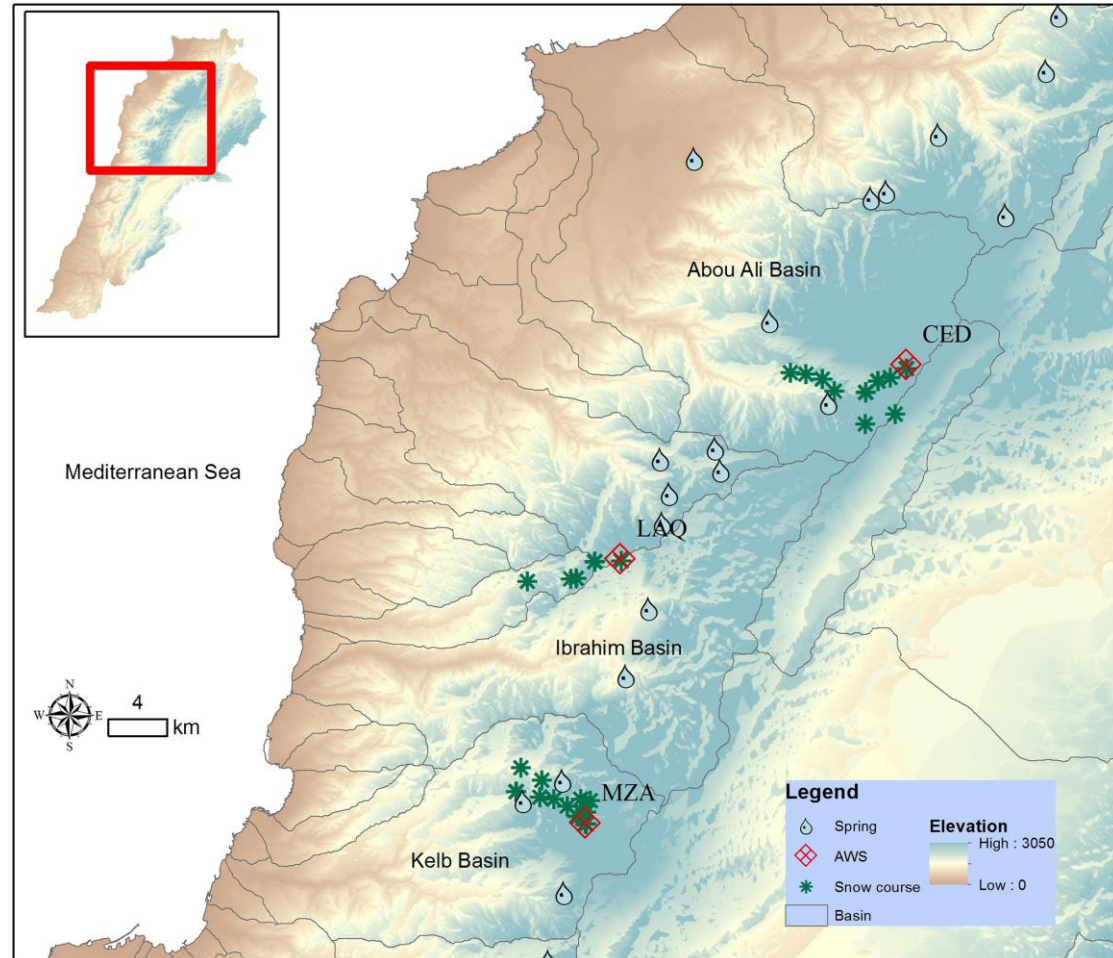 Abou Ali Basin
CED
Mediterranean Sea
LAQ
Ibrahim Basin
N
W E
S
4
km
MZA
Kelb Basin
Legend
Spring
AWS
Snow course
Basin
Elevation
High : 3050
Low : 0